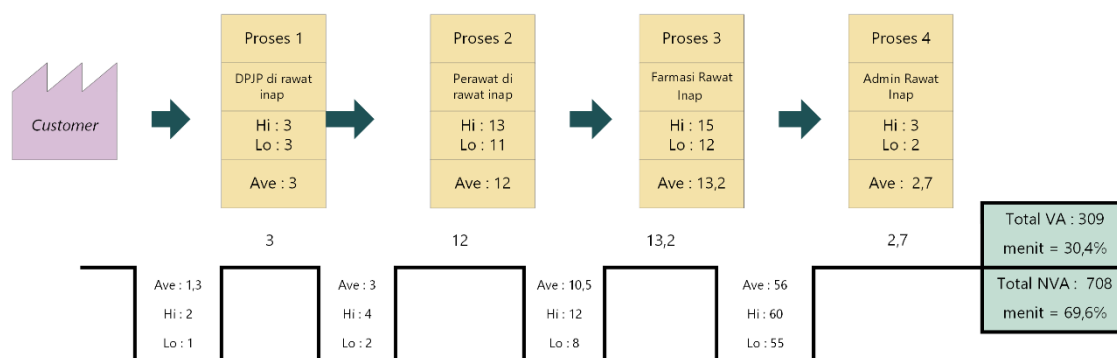 Proses 1
DPJP di rawat
inap
Hi : 3
Lo : 3
Ave : 3
Proses 2
Perawat di
rawat inap
Hi : 13
Lo : 11
Ave : 12
Proses 3
Farmasi Rawat
Inap
Hi : 15
Lo : 12
Ave : 13,2
Proses 4
Admin Rawat
Inap
Hi : 3
Lo : 2
Ave : 2,7
Customer
3
12
13,2
2,7
Ave : 1,3
Hi : 2
Lo : 1
Ave : 3
Hi : 4
Lo : 2
Ave : 10,5
Hi : 12
Lo : 8
Ave : 56
Hi : 60
Lo : 55
Total VA : 309
menit = 30,4%
Total NVA : 708
menit = 69,6%